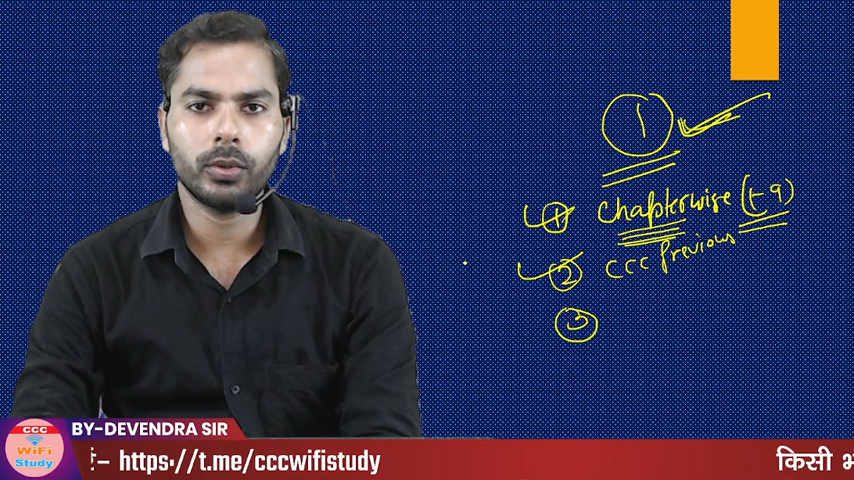 1
1 Chapterwise (1-9)
2 CCC Previous
3
BY-DEVENDRA SIR
CCC
WiFi
Study
– https://t.me/cccwifistudy
किसी